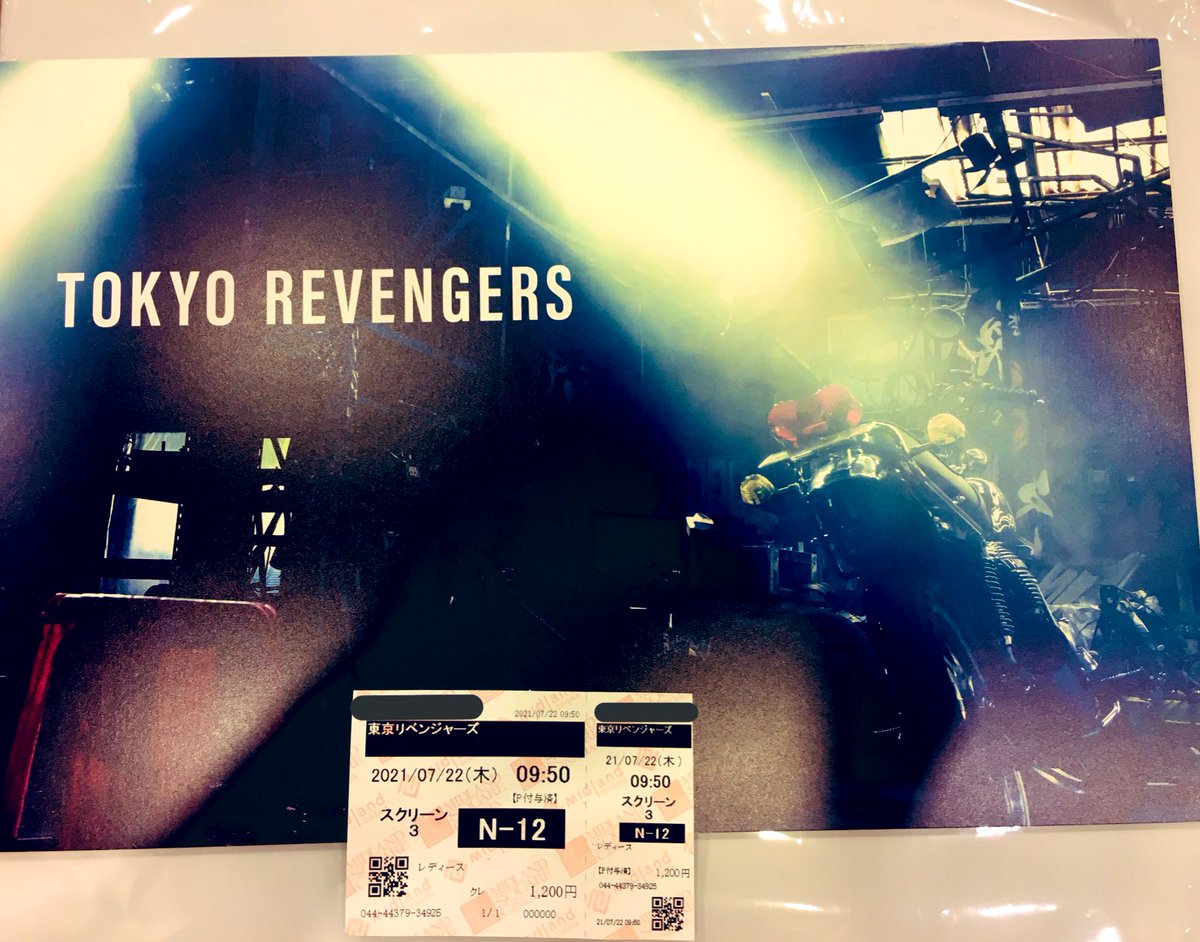 TOKYO REVENGERS
2021/07/22 09:50
東京リベンジャーズ
2021/07/22(木) 09:50
【P付与済】
スクリーン
3
N-12
レディース
クレ 1,200円
044-44379-34925 1/1 000000
東京リベンジャーズ
21/07/22(木)
09:50
スクリーン
3
N-12
レディース
【P付与済】 1,200円
044-44379-34925
21/07/22 09:50